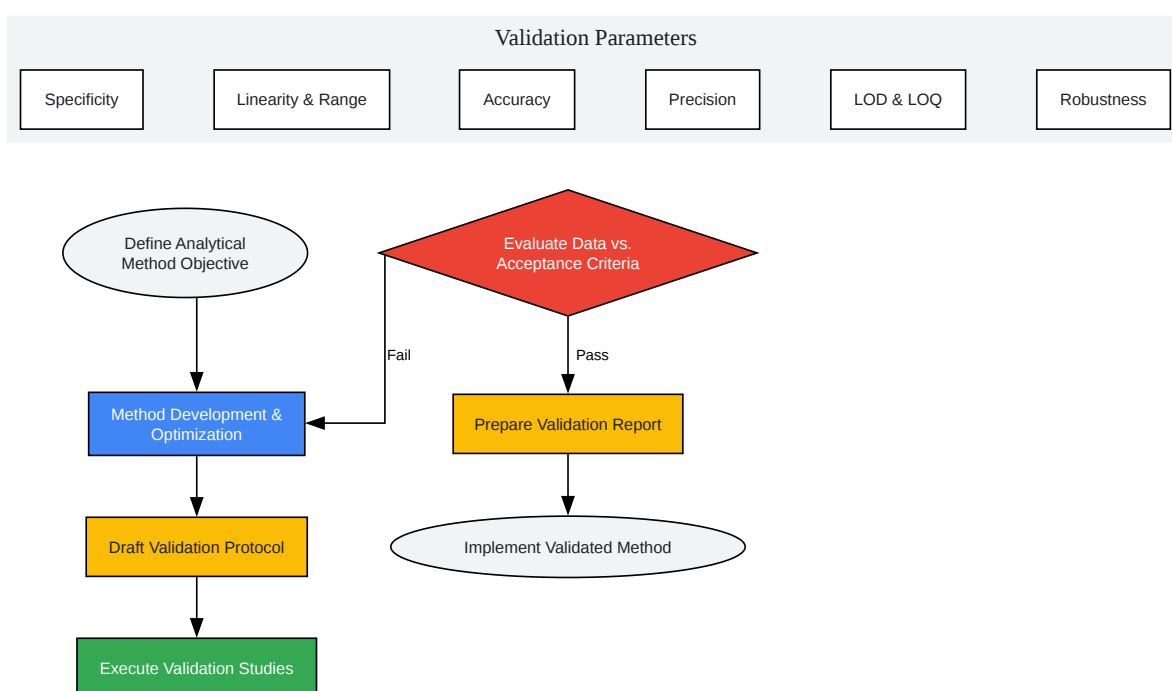 Validation Parameters
Specificity
Linearity & Range
Accuracy
Precision
LOD & LOQ
Robustness
Define Analytical
Method Objective
Evaluate Data vs.
Acceptance Criteria
Fail
Pass
Method Development &
Optimization
Prepare Validation Report
Draft Validation Protocol
Implement Validated Method
Execute Validation Studies